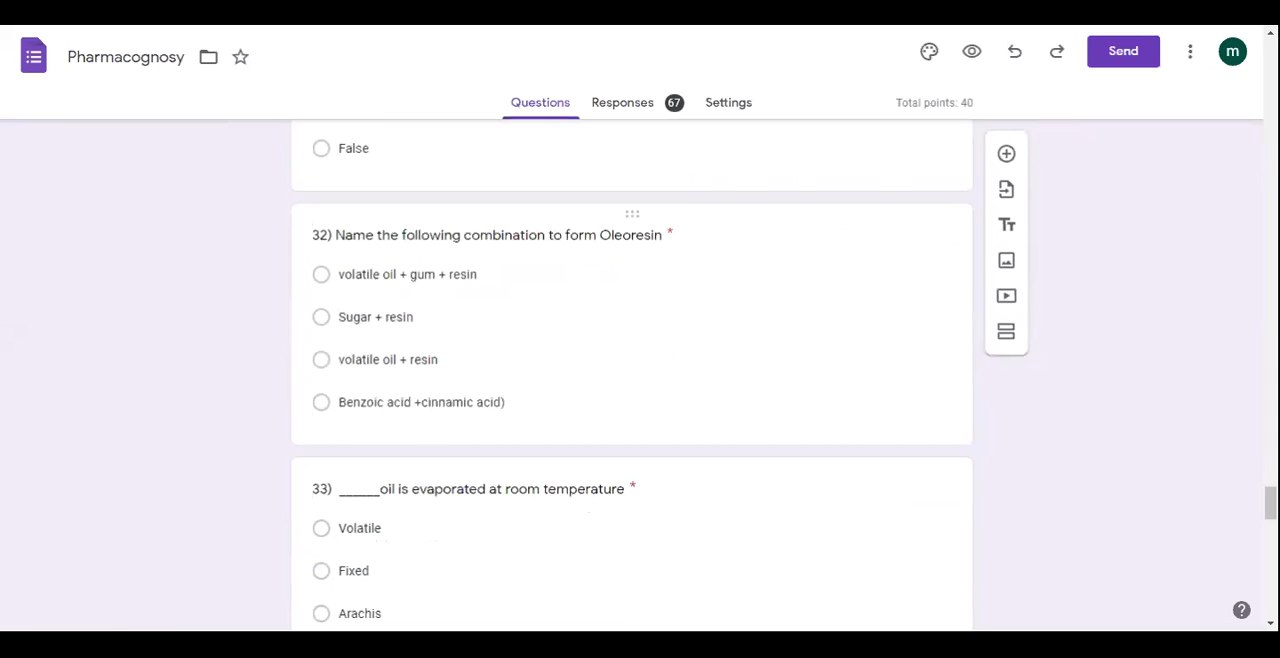 Pharmacognosy
Send
m
Questions Responses 67 Settings Total points: 40
False
32) Name the following combination to form Oleoresin *
volatile oil + gum + resin
Sugar + resin
volatile oil + resin
Benzoic acid +cinnamic acid)
33) ______oil is evaporated at room temperature *
Volatile
Fixed
Arachis